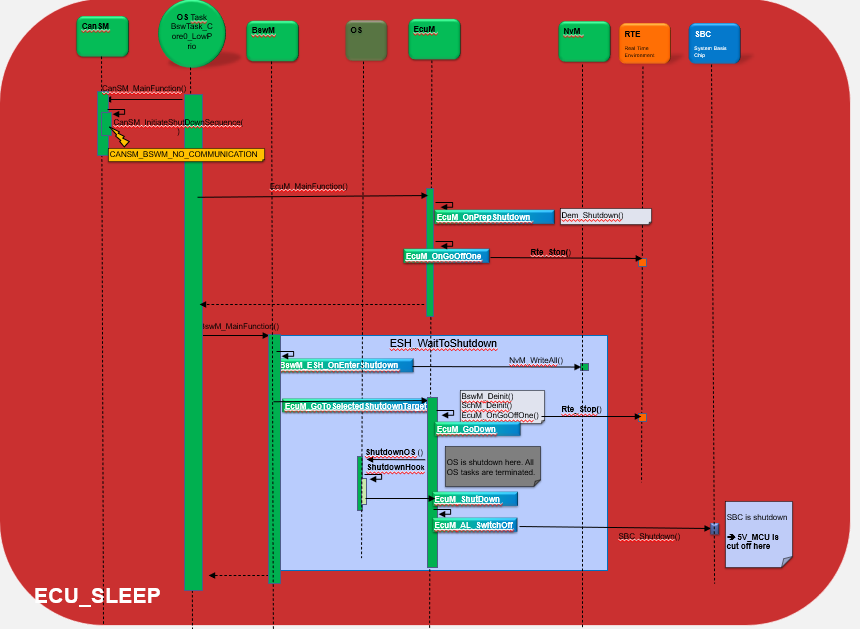 CanSM
OS Task
BswTask_C
ore0_LowP
rio
BswM
OS
EcuM
NvM
RTE
Real Time
Environment
SBC
System Basis
Chip
CanSM_MainFunction()
CanSM_InitiateShutDownSequence(
)
CANSM_BSWM_NO_COMMUNICATION
EcuM_MainFunction()
EcuM_OnPrepShutdown
Dem_Shutdown()
EcuM_OnGoOffOne
Rte_Stop()
BswM_MainFunction()
ESH_WaitToShutdown
BswM_ESH_OnEnterShutdown
NvM_WriteAll()
EcuM_GoToSelectedShutdownTarget
BswM_Deinit()
SchM_Deinit()
EcuM_OnGoOffOne()
Rte_Stop()
EcuM_GoDown
ShutdownOS ()
ShutdownHook
OS is shutdown here. All
OS tasks are terminated.
EcuM_ShutDown
EcuM_AL_SwitchOff
SBC_Shutdown()
SBC is shutdown
➔ 5V_MCU is
cut off here
ECU_SLEEP